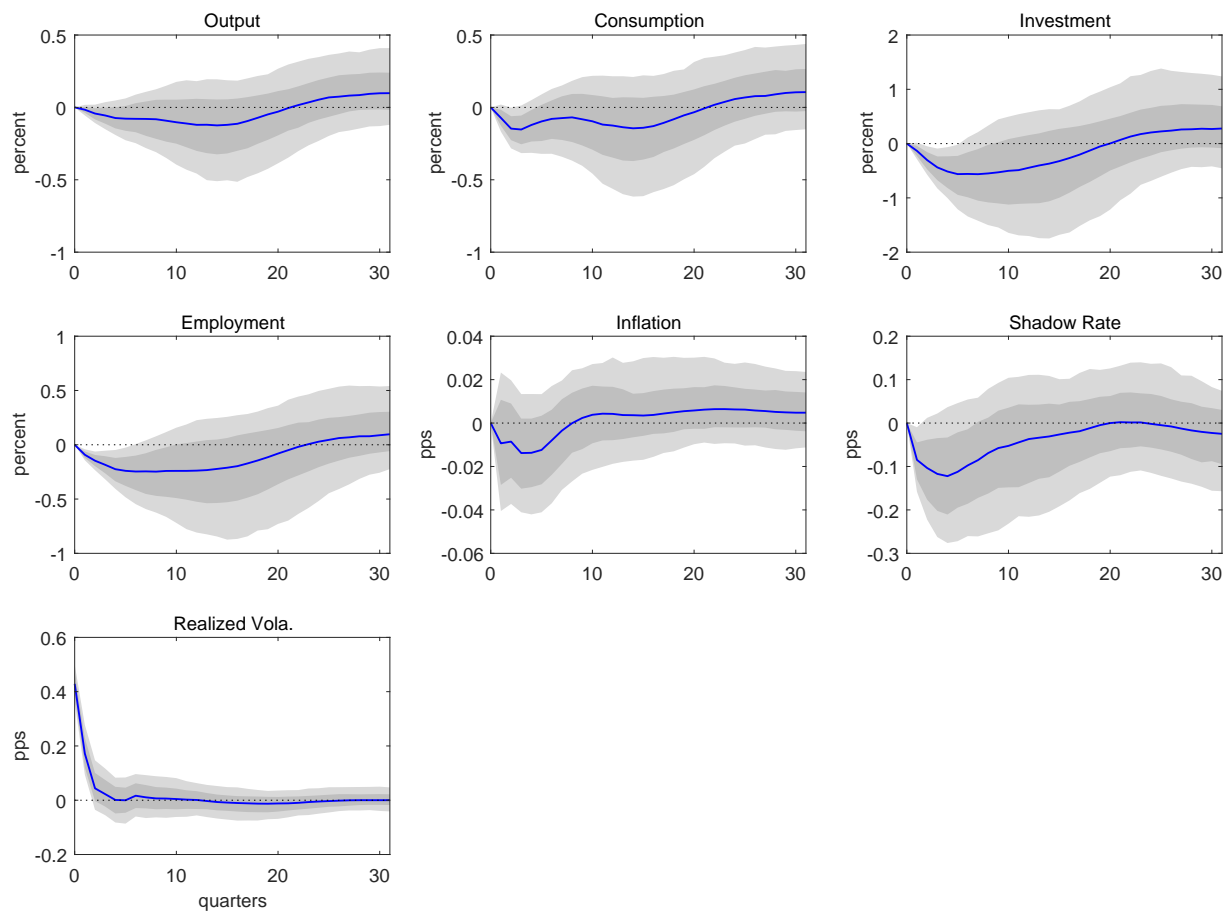 Output
Consumption
Investment
0.5
0
-0.5
-1
percent
0 10 20 30
0.5
0
-0.5
-1
percent
0 10 20 30
2
1
0
-1
-2
percent
0 10 20 30
Employment
Inflation
Shadow Rate
1
0.5
0
-0.5
-1
percent
0 10 20 30
0.04
0.02
0
-0.02
-0.04
-0.06
pps
0 10 20 30
0.2
0.1
0
-0.1
-0.2
-0.3
pps
0 10 20 30
Realized Vola.
0.6
0.4
0.2
0
-0.2
pps
0 10 20 30
quarters